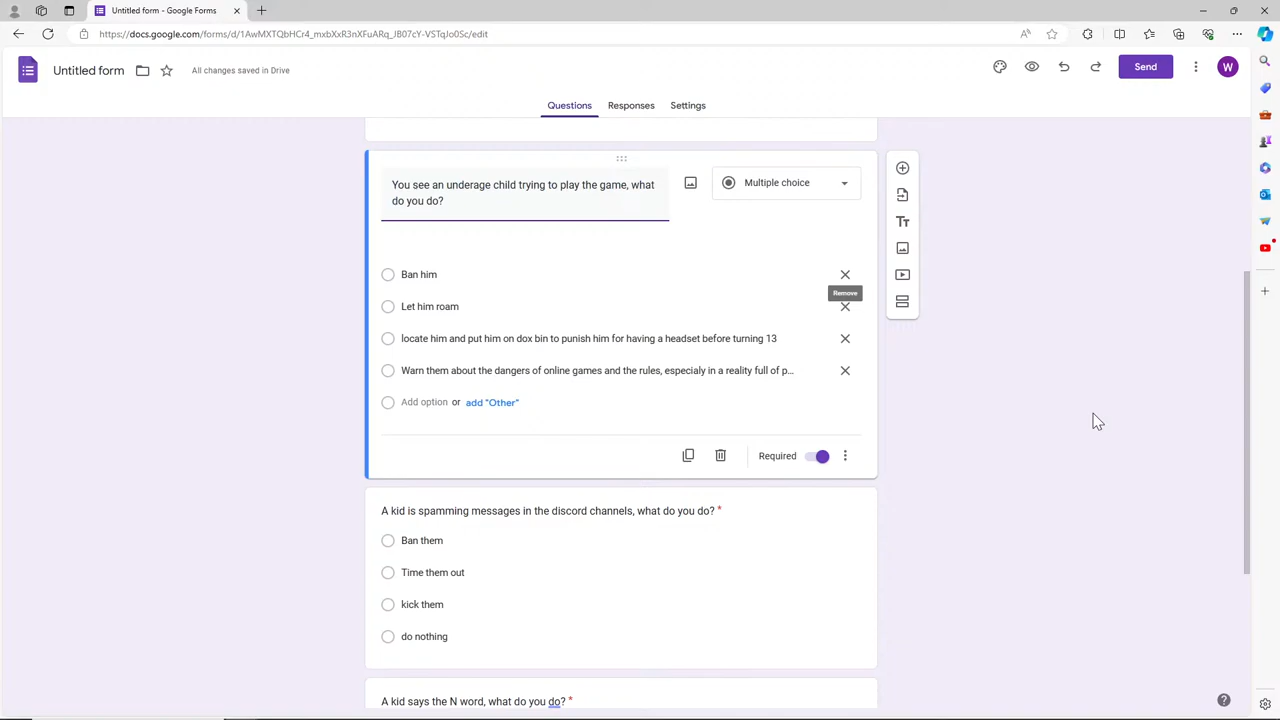 Untitled form - Google Forms
https://docs.google.com/forms/d/1AwMXTQbHCr4_mxbXxR3nXFuARq_JB07cY-VSTqJo0Sc/edit
Untitled form
All changes saved in Drive
Send
W
Questions
Responses
Settings
You see an underage child trying to play the game, what
do you do?
Multiple choice
Ban him
Remove
Let him roam
locate him and put him on dox bin to punish him for having a headset before turning 13
Warn them about the dangers of online games and the rules, especialy in a reality full of p...
Add option or add "Other"
Required
A kid is spamming messages in the discord channels, what do you do? *
Ban them
Time them out
kick them
do nothing
A kid says the N word, what do you do? *